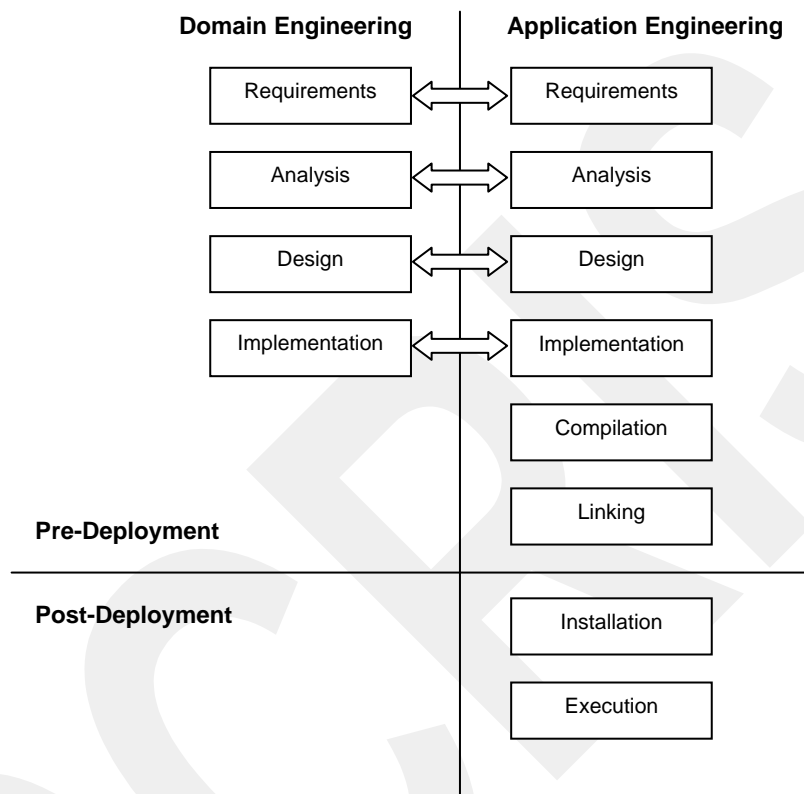 Domain Engineering
Application Engineering
Requirements
Requirements
Analysis
Analysis
Design
Design
Implementation
Implementation
Compilation
Linking
Pre-Deployment
Post-Deployment
Installation
Execution